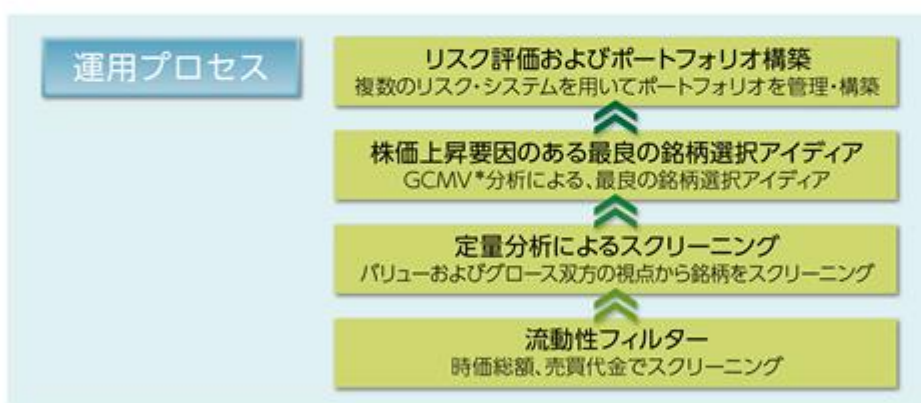 運用プロセス
リスク評価およびポートフォリオ構築
複数のリスク・システムを用いてポートフォリオを管理・構築
株価上昇要因のある最良の銘柄選択アイディア
GCMV*分析による、最良の銘柄選択アイディア
定量分析によるスクリーニング
バリューおよびグロース双方の視点から銘柄をスクリーニング
流動性フィルター
時価総額、売買代金でスクリーニング